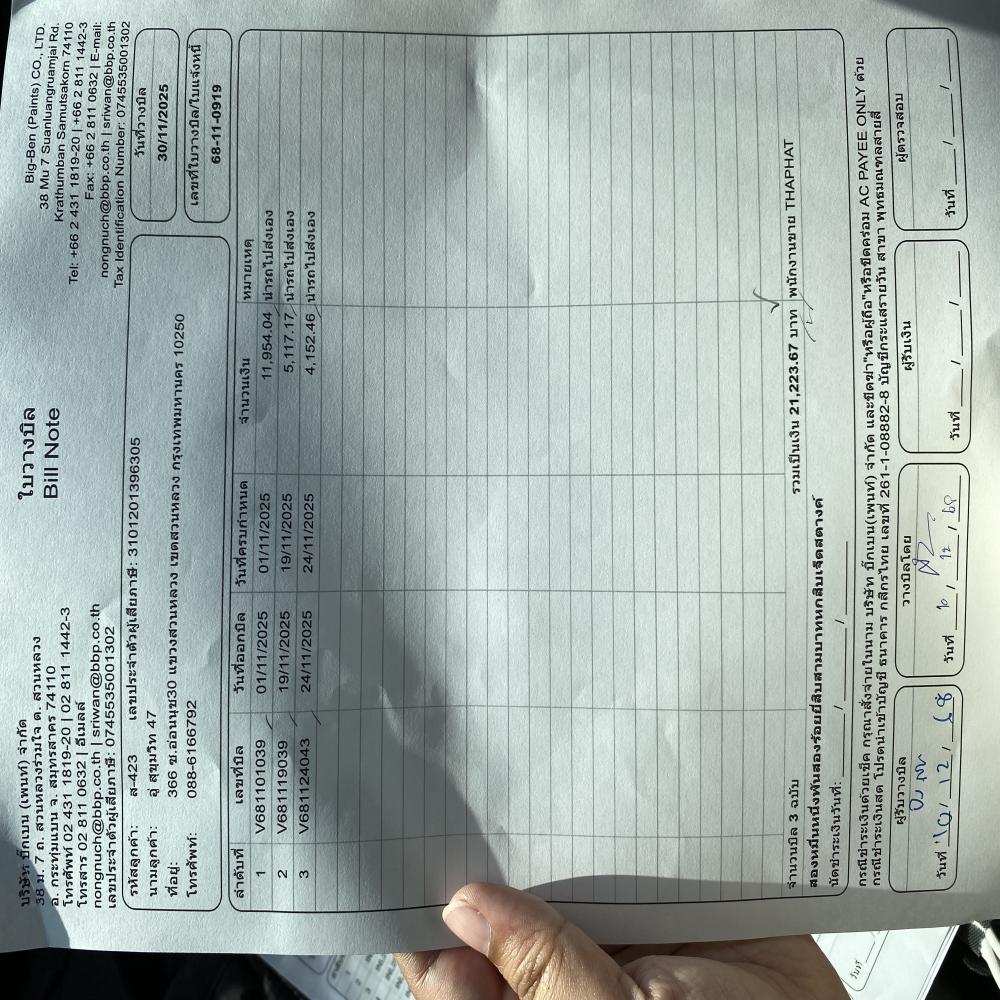 บริษัท บิ๊กเบน (เพนท์) จำกัด
38 ม. 7 ถ. สวนหลวงร่วมใจ ต. สวนหลวง
อ. กระทุ่มแบน จ. สมุทรสาคร 74110
โทรศัพท์ 02 431 1819-20 | 02 811 1442-3
โทรสาร 02 811 0632 | อีเมลล์
nongnuch@bbp.co.th | sriwan@bbp.co.th
เลขประจำตัวผู้เสียภาษี: 0745535001302
ใบวางบิล
Bill Note
Big-Ben (Paints) CO., LTD.
38 Mu 7 Suanluangruamjai Rd.
Krathumban Samutsakorn 74110
Tel: +66 2 431 1819-20 | +66 2 811 1442-3
Fax: +66 2 811 0632 | E-mail:
nongnuch@bbp.co.th | sriwan@bbp.co.th
Tax Identification Number: 0745535001302
รหัสลูกค้า: ส-423 เลขประจำตัวผู้เสียภาษี: 3101201396305
นามลูกค้า: อู่ สุขุมวิท 47
ที่อยู่: 366 ซ.อ่อนนุช30 แขวงสวนหลวง เขตสวนหลวง กรุงเทพมหานคร 10250
โทรศัพท์: 088-6166792
วันที่วางบิล
30/11/2025
เลขที่ใบวางบิล/ใบแจ้งหนี้
68-11-0919
ลำดับที่ เลขที่บิล วันที่ออกบิล วันที่ครบกำหนด จำนวนเงิน หมายเหตุ
1 V681101039 01/11/2025 01/11/2025 11,954.04 นำรถไปส่งเอง
2 V681119039 19/11/2025 19/11/2025 5,117.17 นำรถไปส่งเอง
3 V681124043 24/11/2025 24/11/2025 4,152.46 นำรถไปส่งเอง
จำนวนบิล 3 ฉบับ รวมเป็นเงิน 21,223.67 บาท พนักงานขาย THAPHAT
สองหมื่นหนึ่งพันสองร้อยยี่สิบสามบาทหกสิบเจ็ดสตางค์
นัดชำระเงินวันที่: ____/____/____
กรณีชำระเงินด้วยเช็ค กรุณาสั่งจ่ายในนาม บริษัท บิ๊กเบน(เพนท์) จำกัด และขีดฆ่า"หรือผู้ถือ"หรือขีดคร่อม AC PAYEE ONLY ด้วย
กรณีชำระเงินสด โปรดนำเข้าบัญชี ธนาคาร กสิกรไทย เลขที่ 261-1-08882-8 บัญชีกระแสรายวัน สาขา พุทธมณฑลสายสี่
ผู้รับวางบิล
วันที่ 10/12/68
วางบิลโดย
วันที่ 10/12/68
ผู้รับเงิน
วันที่ ____/____/____
ผู้ตรวจสอบ
วันที่ ____/____/____